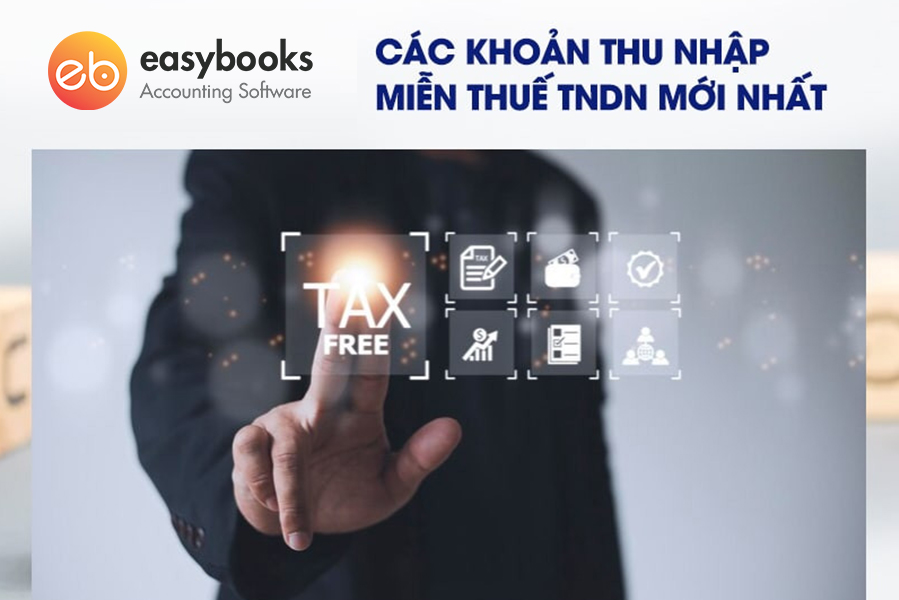 eb
easybooks
Accounting Software
CÁC KHOẢN THU NHẬP
MIỄN THUẾ TNDN MỚI NHẤT
TAX
FREE
TAX
$